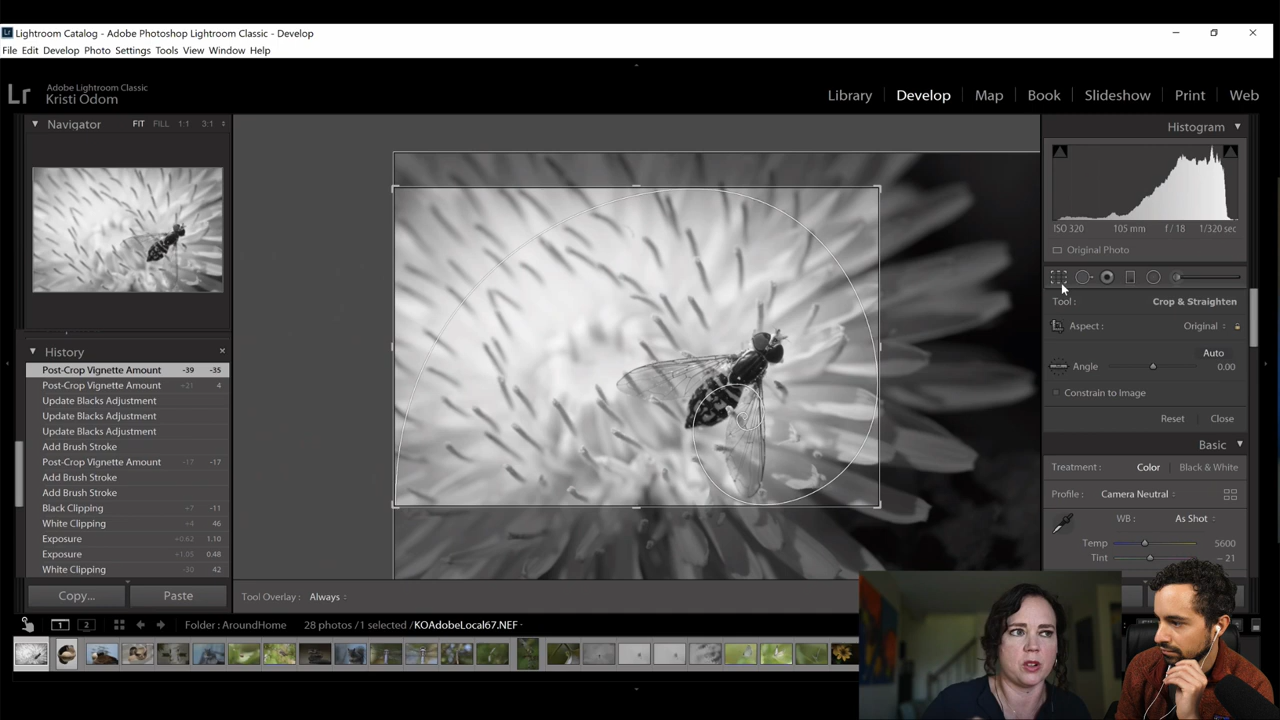 Lightroom Catalog - Adobe Photoshop Lightroom Classic - Develop
File Edit Develop Photo Settings Tools View Window Help
Lr
Adobe Lightroom Classic
Kristi Odom
Library Develop Map Book Slideshow Print Web
Navigator FIT FILL 1:1 3:1
Histogram
ISO 320 105 mm f / 18 1/320 sec
Original Photo
Tool : Crop & Straighten
Aspect : Original
Auto
Angle 0.00
Constrain to Image
Reset Close
Basic
Treatment : Color Black & White
Profile : Camera Neutral
WB : As Shot
Temp 5600
Tint – 21
History ×
Post-Crop Vignette Amount -39 -35
Post-Crop Vignette Amount +21 4
Update Blacks Adjustment
Update Blacks Adjustment
Update Blacks Adjustment
Add Brush Stroke
Post-Crop Vignette Amount -17 -17
Add Brush Stroke
Add Brush Stroke
Black Clipping +7 -11
White Clipping +4 46
Exposure +0.62 1.10
Exposure +1.05 0.48
White Clipping -30 42
Copy... Paste
Tool Overlay : Always
1 2 Folder : AroundHome 28 photos /1 selected /KOAdobeLocal67.NEF